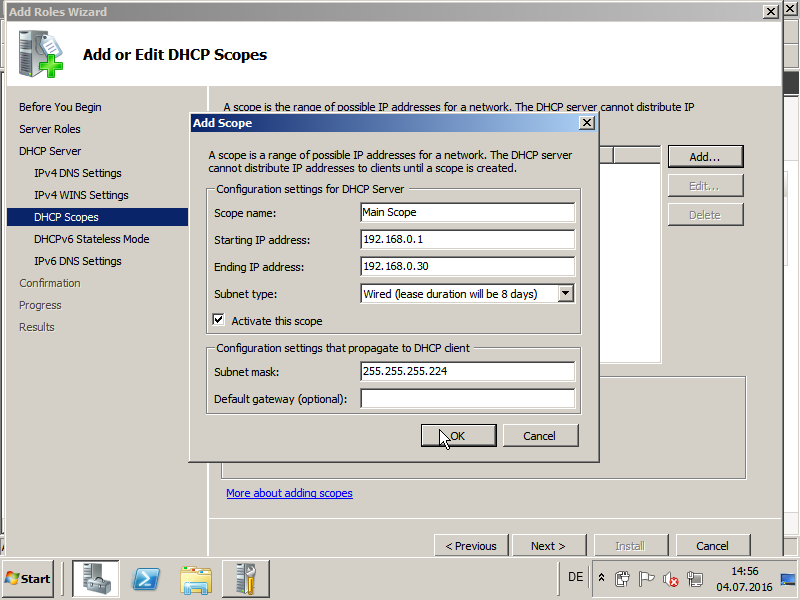 Add Roles Wizard
Add or Edit DHCP Scopes
Before You Begin
Server Roles
DHCP Server
IPv4 DNS Settings
IPv4 WINS Settings
DHCP Scopes
DHCPv6 Stateless Mode
IPv6 DNS Settings
Confirmation
Progress
Results
A scope is the range of possible IP addresses for a network. The DHCP server cannot distribute IP
Add...
Edit...
Delete
Add Scope
A scope is a range of possible IP addresses for a network. The DHCP server
cannot distribute IP addresses to clients until a scope is created.
Configuration settings for DHCP Server
Scope name: Main Scope
Starting IP address: 192.168.0.1
Ending IP address: 192.168.0.30
Subnet type: Wired (lease duration will be 8 days)
Activate this scope
Configuration settings that propagate to DHCP client
Subnet mask: 255.255.255.224
Default gateway (optional):
OK Cancel
More about adding scopes
< Previous Next > Install Cancel
Start DE 14:56
04.07.2016